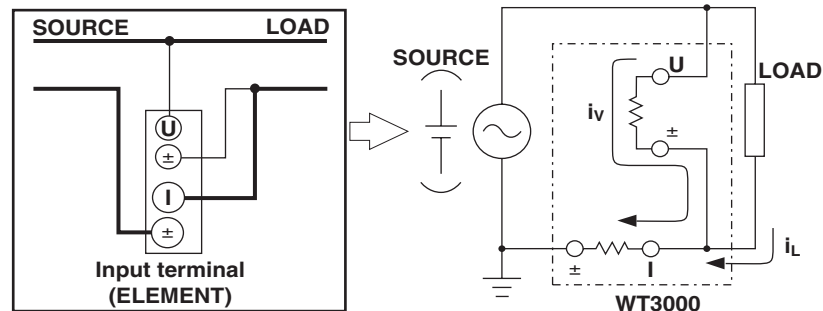 SOURCE LOAD
U
±
I
±
Input terminal
(ELEMENT)
SOURCE
U
LOAD
iV
±
iL
± I
WT3000